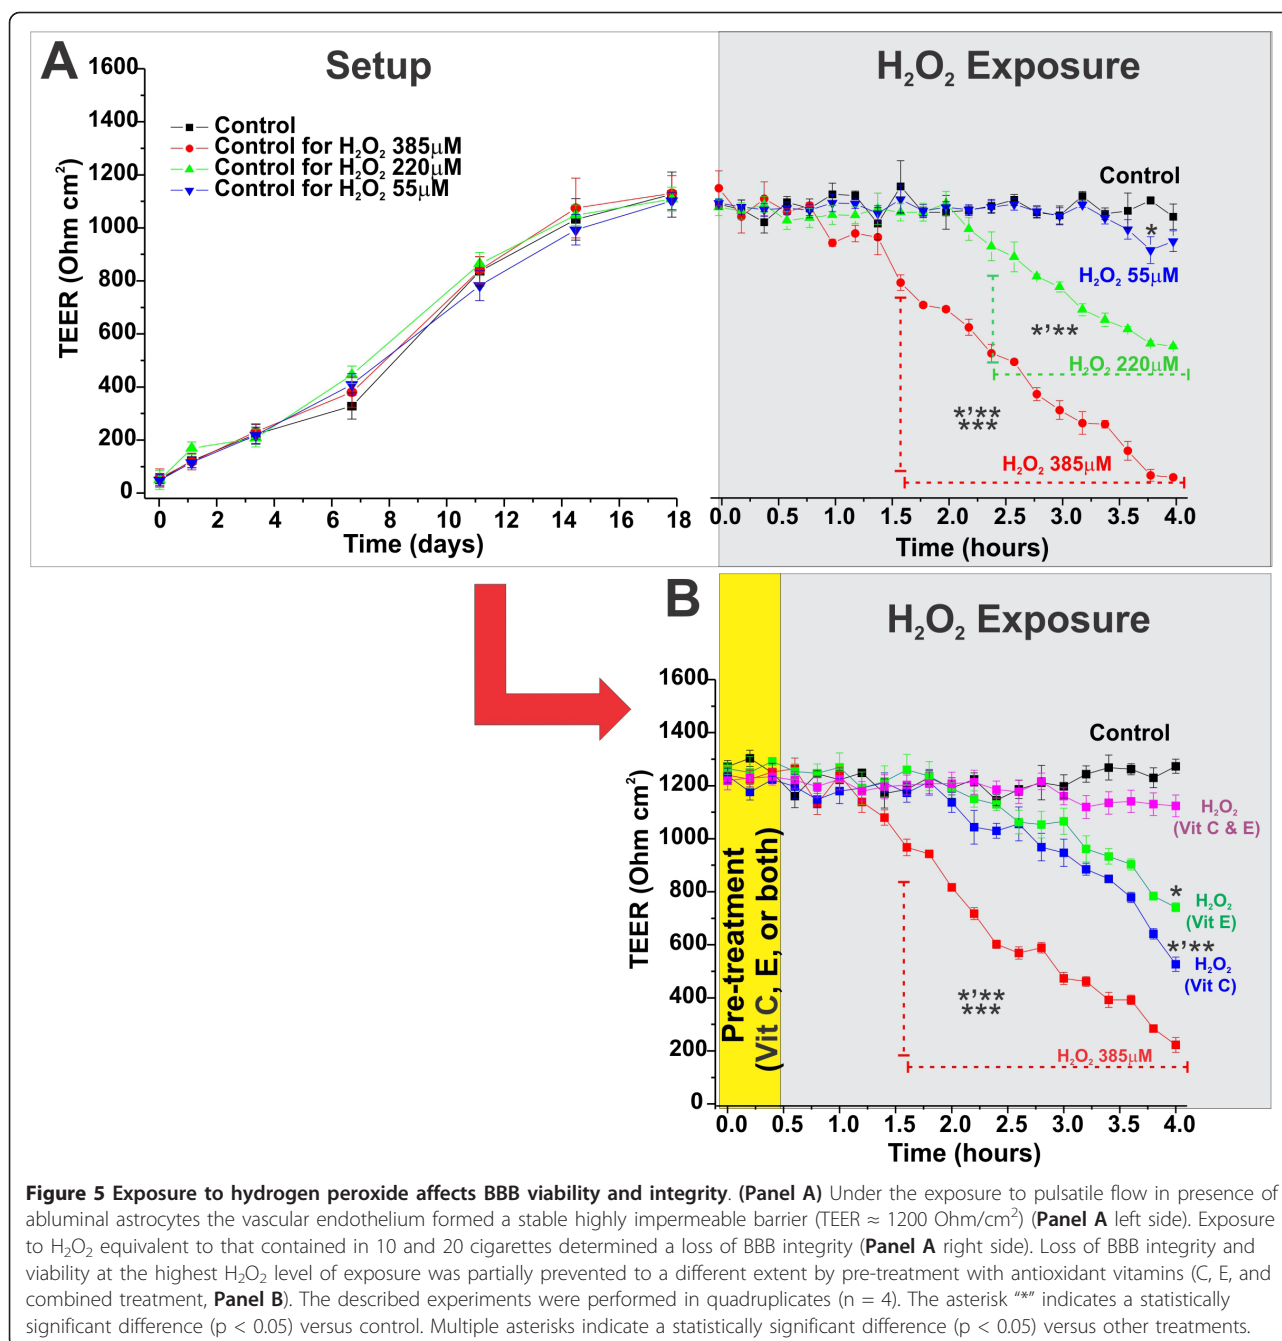 A
Setup
H₂O₂ Exposure
1600
1400
1200
1000
800
600
400
200
0
TEER (Ohm cm²)
Control
Control for H₂O₂ 385µM
Control for H₂O₂ 220µM
Control for H₂O₂ 55µM
0 2 4 6 8 10 12 14 16 18
Time (days)
Control
*
H₂O₂ 55µM
*'**
H₂O₂ 220µM
*'**
***
H₂O₂ 385µM
0.0 0.5 1.0 1.5 2.0 2.5 3.0 3.5 4.0
Time (hours)
B
H₂O₂ Exposure
1600
1400
1200
1000
800
600
400
200
0
TEER (Ohm cm²)
Pre-treatment
(Vit C, E, or both)
Control
H₂O₂
(Vit C & E)
*
H₂O₂
(Vit E)
*'**
H₂O₂
(Vit C)
*'**
***
H₂O₂ 385µM
0.0 0.5 1.0 1.5 2.0 2.5 3.0 3.5 4.0
Time (hours)
Figure 5 Exposure to hydrogen peroxide affects BBB viability and integrity. (Panel A) Under the exposure to pulsatile flow in presence of
abluminal astrocytes the vascular endothelium formed a stable highly impermeable barrier (TEER ≈ 1200 Ohm/cm²) (Panel A left side). Exposure
to H₂O₂ equivalent to that contained in 10 and 20 cigarettes determined a loss of BBB integrity (Panel A right side). Loss of BBB integrity and
viability at the highest H₂O₂ level of exposure was partially prevented to a different extent by pre-treatment with antioxidant vitamins (C, E, and
combined treatment, Panel B). The described experiments were performed in quadruplicates (n = 4). The asterisk “*” indicates a statistically
significant difference (p < 0.05) versus control. Multiple asterisks indicate a statistically significant difference (p < 0.05) versus other treatments.